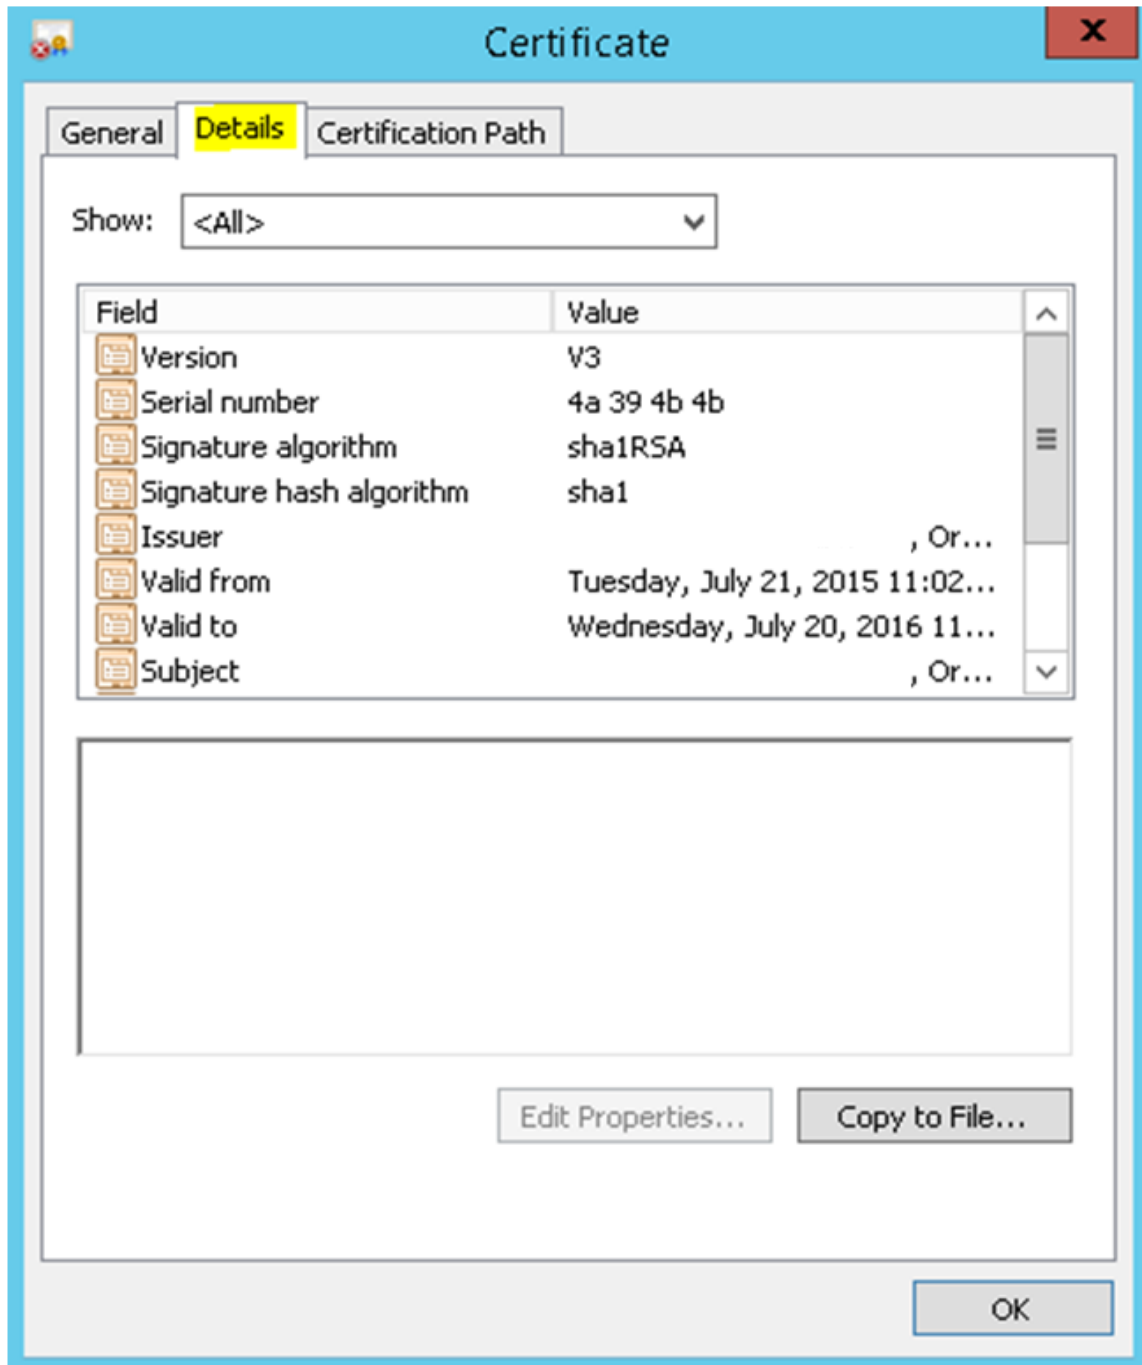 Certificate
General Details Certification Path
Show: <All>
Field Value
Version V3
Serial number 4a 39 4b 4b
Signature algorithm sha1RSA
Signature hash algorithm sha1
Issuer , Or...
Valid from Tuesday, July 21, 2015 11:02...
Valid to Wednesday, July 20, 2016 11...
Subject , Or...
Edit Properties... Copy to File...
OK